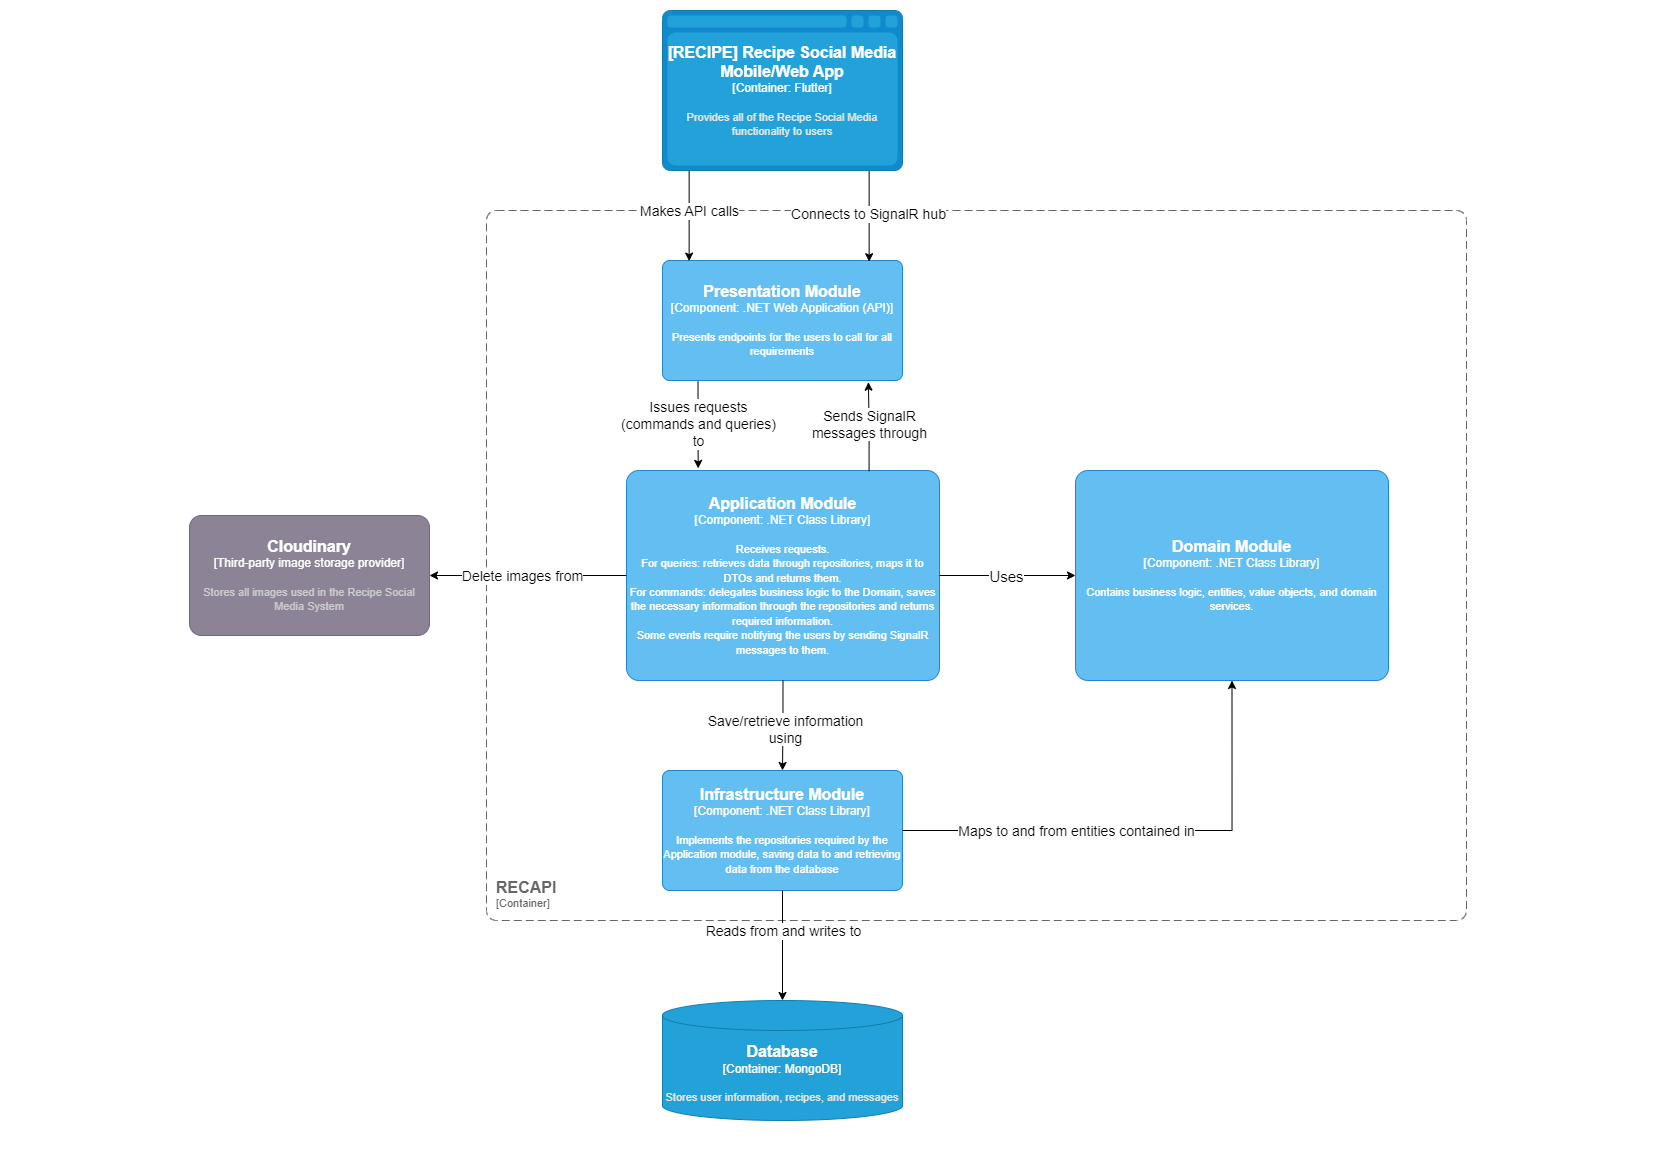 [RECIPE] Recipe Social Media
Mobile/Web App
[Container: Flutter]
Provides all of the Recipe Social Media
functionality to users
Makes API calls
Connects to SignalR hub
Presentation Module
[Component: .NET Web Application (API)]
Presents endpoints for the users to call for all
requirements
Issues requests
(commands and queries)
to
Sends SignalR
messages through
Application Module
[Component: .NET Class Library]
Receives requests.
For queries: retrieves data through repositories, maps it to
DTOs and returns them.
For commands: delegates business logic to the Domain, saves
the necessary information through the repositories and returns
required information.
Some events require notifying the users by sending SignalR
messages to them.
Cloudinary
[Third-party image storage provider]
Stores all images used in the Recipe Social
Media System
Delete images from
Uses
Domain Module
[Component: .NET Class Library]
Contains business logic, entities, value objects, and domain
services.
Save/retrieve information
using
Infrastructure Module
[Component: .NET Class Library]
Implements the repositories required by the
Application module, saving data to and retrieving
data from the database
Maps to and from entities contained in
RECAPI
[Container]
Reads from and writes to
Database
[Container: MongoDB]
Stores user information, recipes, and messages